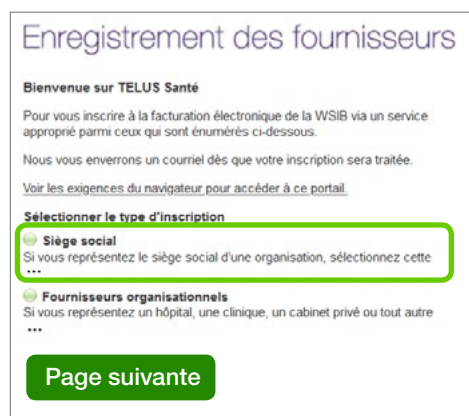 Enregistrement des fournisseurs
Bienvenue sur TELUS Santé
Pour vous inscrire à la facturation électronique de la WSIB via un service
approprié parmi ceux qui sont énumérés ci-dessous.
Nous vous enverrons un courriel dès que votre inscription sera traitée.
Voir les exigences du navigateur pour accéder à ce portail.
Sélectionner le type d'inscription
Siège social
Si vous représentez le siège social d'une organisation, sélectionnez cette
...
Fournisseurs organisationnels
Si vous représentez un hôpital, une clinique, un cabinet privé ou tout autre
...
Page suivante